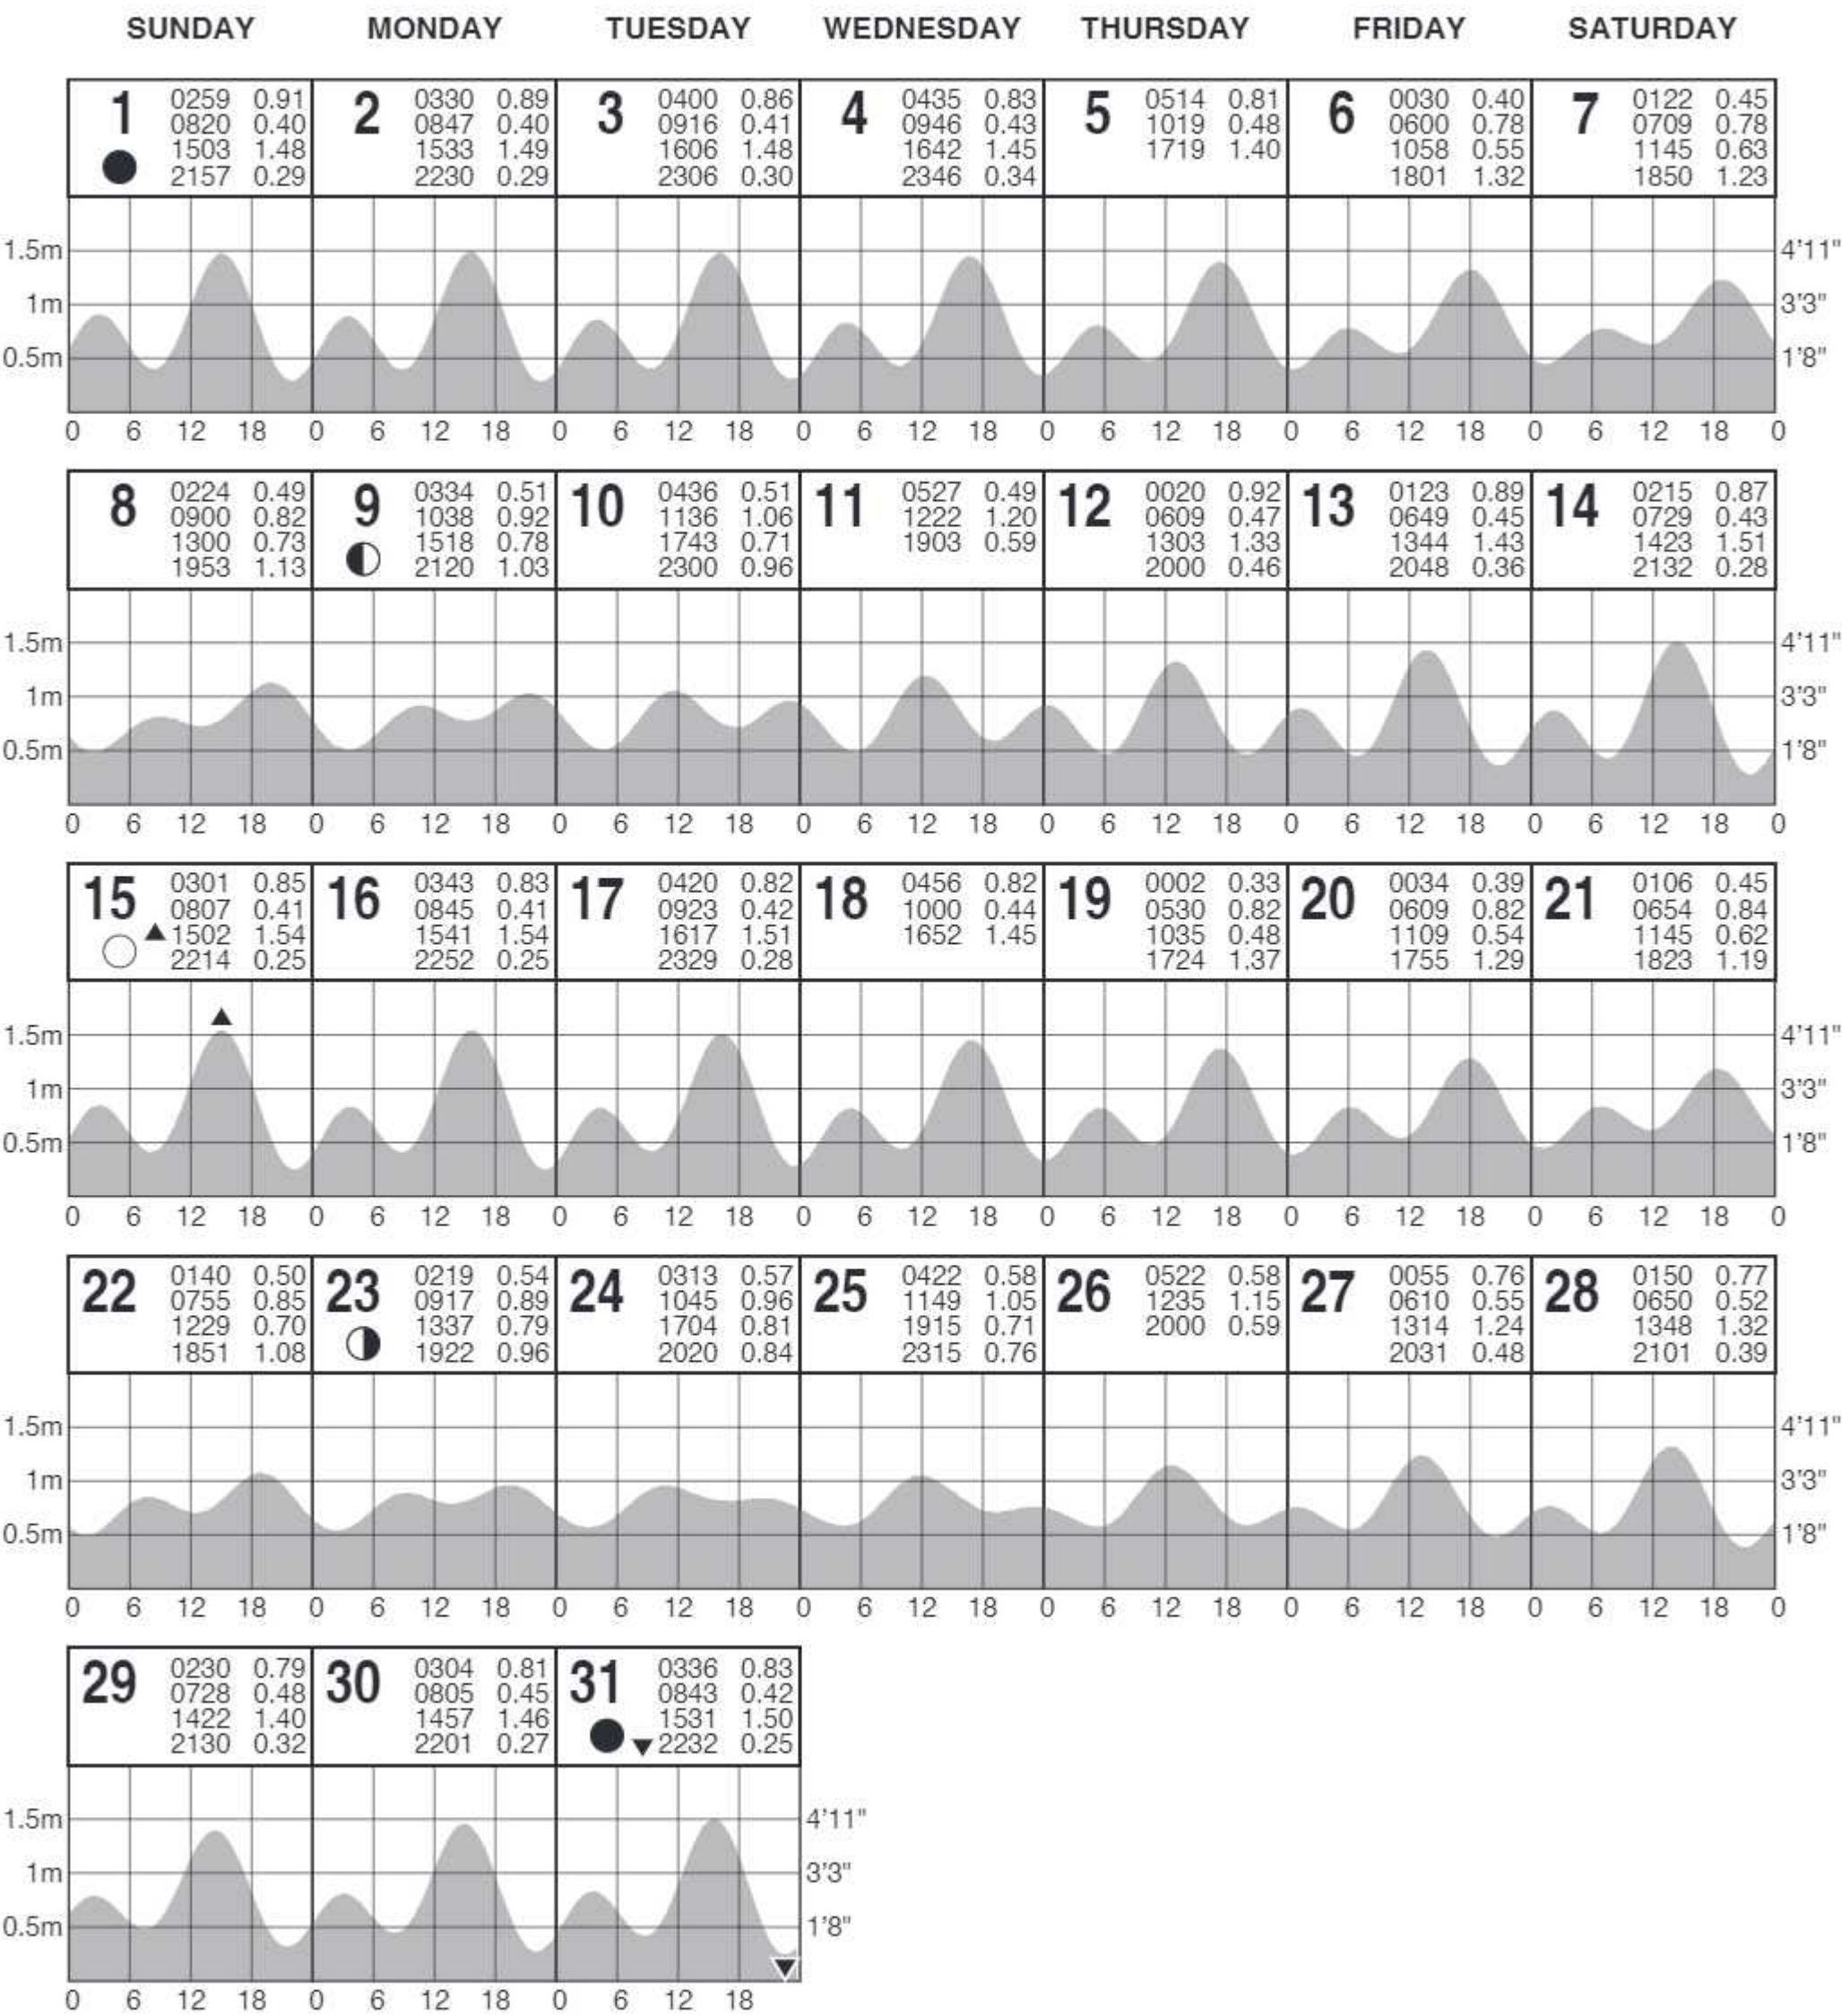 SUNDAY MONDAY TUESDAY WEDNESDAY THURSDAY FRIDAY SATURDAY
1 0259 0.91
0820 0.40
1503 1.48
2157 0.29
2 0330 0.89
0847 0.40
1533 1.49
2230 0.29
3 0400 0.86
0916 0.41
1606 1.48
2306 0.30
4 0435 0.83
0946 0.43
1642 1.45
2346 0.34
5 0514 0.81
1019 0.48
1719 1.40
6 0030 0.40
0600 0.78
1058 0.55
1801 1.32
7 0122 0.45
0709 0.78
1145 0.63
1850 1.23
1.5m 4'11"
1m 3'3"
0.5m 1'8"
0 6 12 18 0 6 12 18 0 6 12 18 0 6 12 18 0 6 12 18 0 6 12 18 0 6 12 18 0
8 0224 0.49
0900 0.82
1300 0.73
1953 1.13
9 0334 0.51
1038 0.92
1518 0.78
2120 1.03
10 0436 0.51
1136 1.06
1743 0.71
2300 0.96
11 0527 0.49
1222 1.20
1903 0.59
12 0020 0.92
0609 0.47
1303 1.33
2000 0.46
13 0123 0.89
0649 0.45
1344 1.43
2048 0.36
14 0215 0.87
0729 0.43
1423 1.51
2132 0.28
1.5m 4'11"
1m 3'3"
0.5m 1'8"
0 6 12 18 0 6 12 18 0 6 12 18 0 6 12 18 0 6 12 18 0 6 12 18 0 6 12 18 0
15 0301 0.85
0807 0.41
1502 1.54
2214 0.25
16 0343 0.83
0845 0.41
1541 1.54
2252 0.25
17 0420 0.82
0923 0.42
1617 1.51
2329 0.28
18 0456 0.82
1000 0.44
1652 1.45
19 0002 0.33
0530 0.82
1035 0.48
1724 1.37
20 0034 0.39
0609 0.82
1109 0.54
1755 1.29
21 0106 0.45
0654 0.84
1145 0.62
1823 1.19
1.5m 4'11"
1m 3'3"
0.5m 1'8"
0 6 12 18 0 6 12 18 0 6 12 18 0 6 12 18 0 6 12 18 0 6 12 18 0 6 12 18 0
22 0140 0.50
0755 0.85
1229 0.70
1851 1.08
23 0219 0.54
0917 0.89
1337 0.79
1922 0.96
24 0313 0.57
1045 0.96
1704 0.81
2020 0.84
25 0422 0.58
1149 1.05
1915 0.71
2315 0.76
26 0522 0.58
1235 1.15
2000 0.59
27 0055 0.76
0610 0.55
1314 1.24
2031 0.48
28 0150 0.77
0650 0.52
1348 1.32
2101 0.39
1.5m 4'11"
1m 3'3"
0.5m 1'8"
0 6 12 18 0 6 12 18 0 6 12 18 0 6 12 18 0 6 12 18 0 6 12 18 0 6 12 18 0
29 0230 0.79
0728 0.48
1422 1.40
2130 0.32
30 0304 0.81
0805 0.45
1457 1.46
2201 0.27
31 0336 0.83
0843 0.42
1531 1.50
2232 0.25
1.5m 4'11"
1m 3'3"
0.5m 1'8"
0 6 12 18 0 6 12 18 0 6 12 18